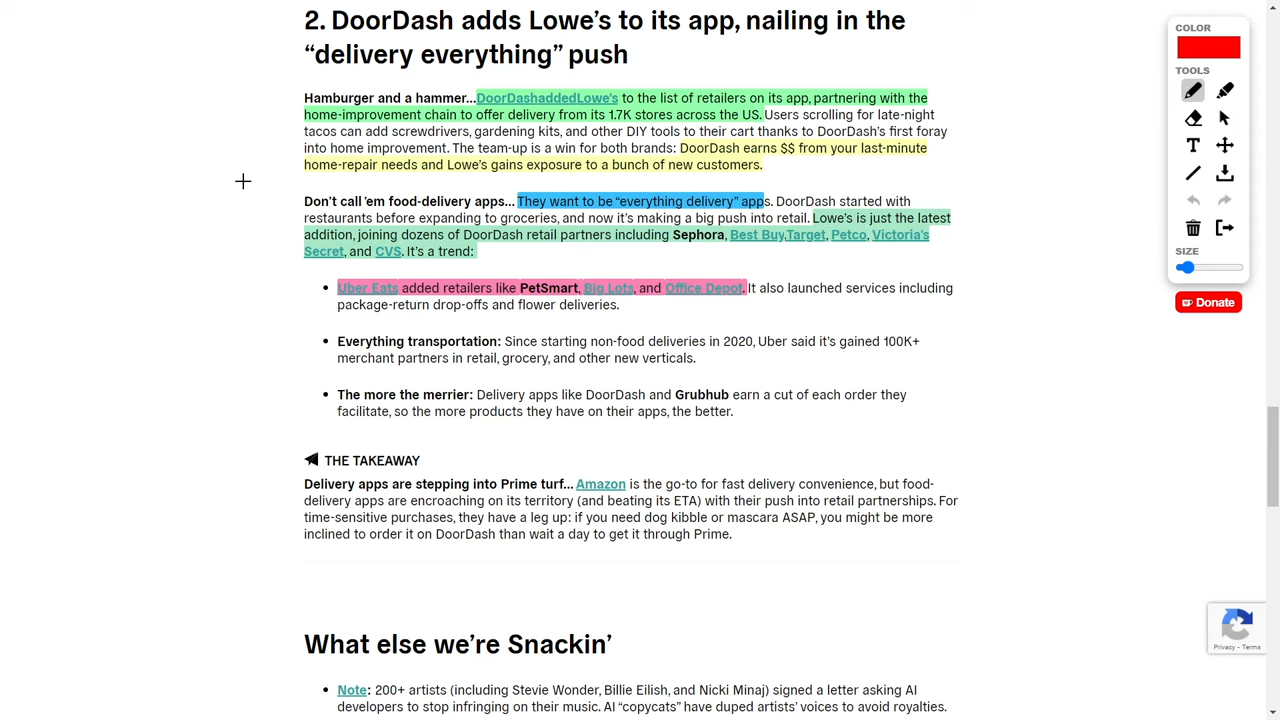 2. DoorDash adds Lowe's to its app, nailing in the
“delivery everything” push
Hamburger and a hammer...DoorDashaddedLowe's to the list of retailers on its app, partnering with the
home-improvement chain to offer delivery from its 1.7K stores across the US. Users scrolling for late-night
tacos can add screwdrivers, gardening kits, and other DIY tools to their cart thanks to DoorDash's first foray
into home improvement. The team-up is a win for both brands: DoorDash earns $$ from your last-minute
home-repair needs and Lowe's gains exposure to a bunch of new customers.
Don't call 'em food-delivery apps... They want to be “everything delivery” apps. DoorDash started with
restaurants before expanding to groceries, and now it's making a big push into retail. Lowe's is just the latest
addition, joining dozens of DoorDash retail partners including Sephora, Best Buy,Target, Petco, Victoria's
Secret, and CVS. It's a trend:
• Uber Eats added retailers like PetSmart, Big Lots, and Office Depot. It also launched services including
package-return drop-offs and flower deliveries.
• Everything transportation: Since starting non-food deliveries in 2020, Uber said it's gained 100K+
merchant partners in retail, grocery, and other new verticals.
• The more the merrier: Delivery apps like DoorDash and Grubhub earn a cut of each order they
facilitate, so the more products they have on their apps, the better.
THE TAKEAWAY
Delivery apps are stepping into Prime turf... Amazon is the go-to for fast delivery convenience, but food-
delivery apps are encroaching on its territory (and beating its ETA) with their push into retail partnerships. For
time-sensitive purchases, they have a leg up: if you need dog kibble or mascara ASAP, you might be more
inclined to order it on DoorDash than wait a day to get it through Prime.
What else we're Snackin'
• Note: 200+ artists (including Stevie Wonder, Billie Eilish, and Nicki Minaj) signed a letter asking AI
developers to stop infringing on their music. AI “copycats” have duped artists' voices to avoid royalties.
COLOR
TOOLS
T
SIZE
Donate
Privacy - Terms